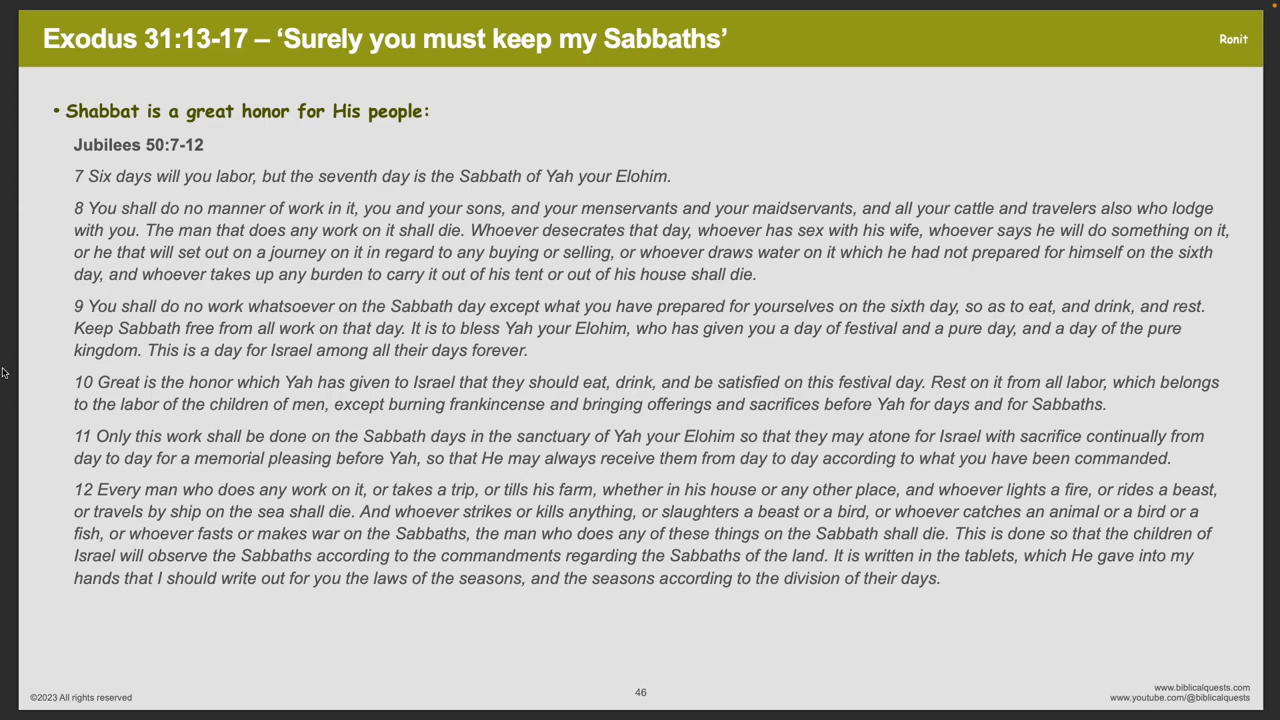 Exodus 31:13-17 – ‘Surely you must keep my Sabbaths’
Ronit
• Shabbat is a great honor for His people:
Jubilees 50:7-12
7 Six days will you labor, but the seventh day is the Sabbath of Yah your Elohim.
8 You shall do no manner of work in it, you and your sons, and your menservants and your maidservants, and all your cattle and travelers also who lodge
with you. The man that does any work on it shall die. Whoever desecrates that day, whoever has sex with his wife, whoever says he will do something on it,
or he that will set out on a journey on it in regard to any buying or selling, or whoever draws water on it which he had not prepared for himself on the sixth
day, and whoever takes up any burden to carry it out of his tent or out of his house shall die.
9 You shall do no work whatsoever on the Sabbath day except what you have prepared for yourselves on the sixth day, so as to eat, and drink, and rest.
Keep Sabbath free from all work on that day. It is to bless Yah your Elohim, who has given you a day of festival and a pure day, and a day of the pure
kingdom. This is a day for Israel among all their days forever.
10 Great is the honor which Yah has given to Israel that they should eat, drink, and be satisfied on this festival day. Rest on it from all labor, which belongs
to the labor of the children of men, except burning frankincense and bringing offerings and sacrifices before Yah for days and for Sabbaths.
11 Only this work shall be done on the Sabbath days in the sanctuary of Yah your Elohim so that they may atone for Israel with sacrifice continually from
day to day for a memorial pleasing before Yah, so that He may always receive them from day to day according to what you have been commanded.
12 Every man who does any work on it, or takes a trip, or tills his farm, whether in his house or any other place, and whoever lights a fire, or rides a beast,
or travels by ship on the sea shall die. And whoever strikes or kills anything, or slaughters a beast or a bird, or whoever catches an animal or a bird or a
fish, or whoever fasts or makes war on the Sabbaths, the man who does any of these things on the Sabbath shall die. This is done so that the children of
Israel will observe the Sabbaths according to the commandments regarding the Sabbaths of the land. It is written in the tablets, which He gave into my
hands that I should write out for you the laws of the seasons, and the seasons according to the division of their days.
©2023 All rights reserved
46
www.biblicalquests.com
www.youtube.com/@biblicalquests